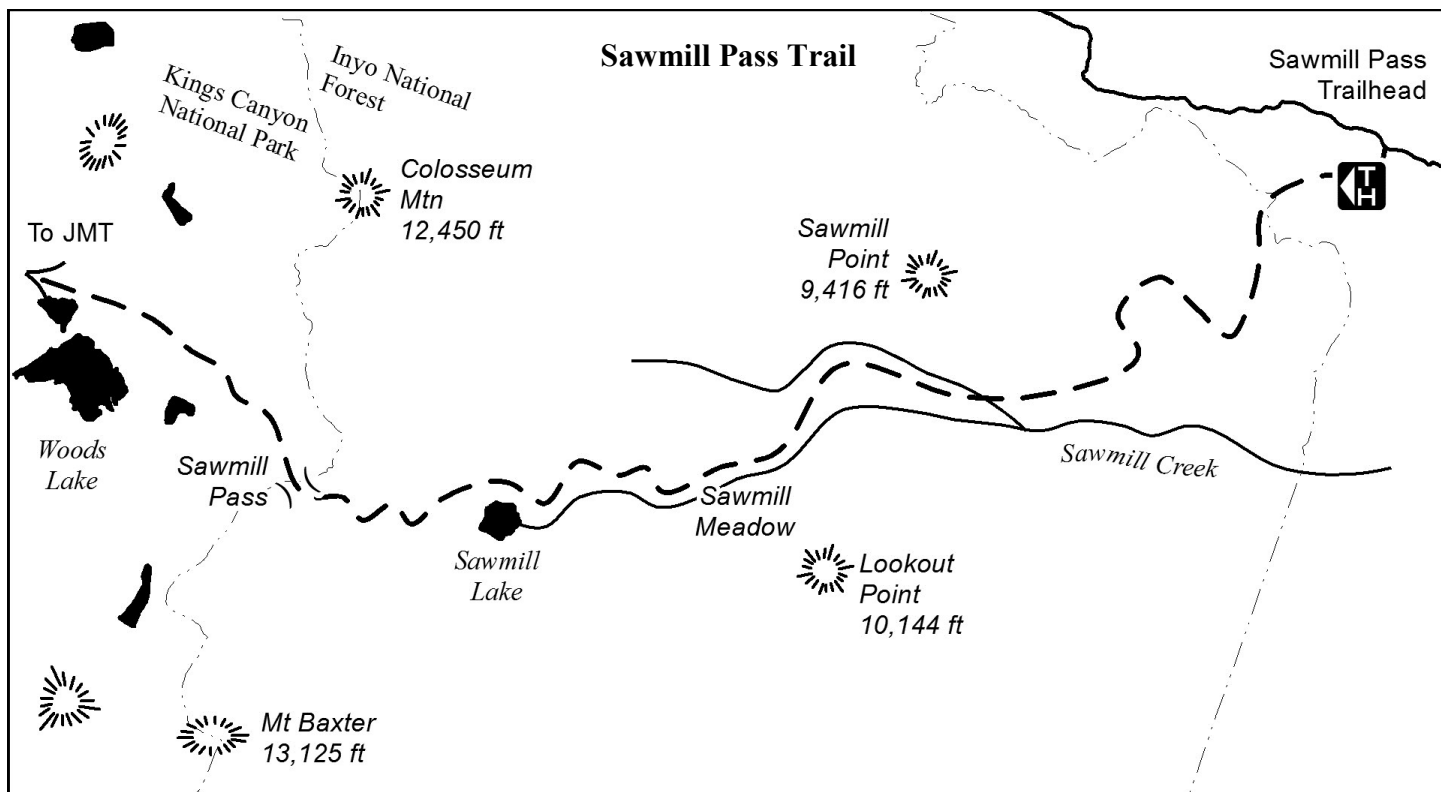 Sawmill Pass Trail
Inyo National
Forest
Kings Canyon
National Park
Sawmill Pass
Trailhead
TH
Colosseum
Mtn
12,450 ft
To JMT
Sawmill
Point
9,416 ft
Woods
Lake
Sawmill
Pass
Sawmill Creek
Sawmill
Meadow
Sawmill
Lake
Lookout
Point
10,144 ft
Mt Baxter
13,125 ft